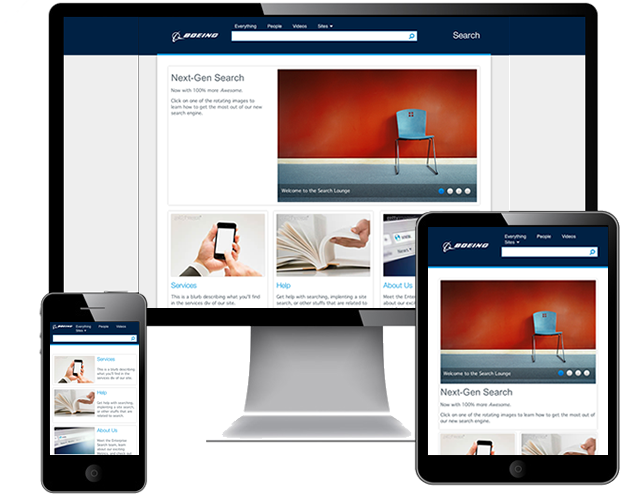 Everything People Videos Sites
BOEING
Search
Next-Gen Search
Now with 100% more Awesome.
Click on one of the rotating images to
learn how to get the most out of our new
search engine.
Welcome to the Search Lounge
Services
This is a blurb describing what you'll find
in the services div of our site.
Help
Get help with searching, implenting a site
search, or other stuffs that are related to
search.
About Us
Meet the Enter
Search team, l
about our exci
BOEING
Everything People Videos
Sites
Welcome to the Search Lounge
Next-Gen Search
Now with 100% more Awesome.
Click on one of the rotating images to learn how to get the most out of
our new search engine.
BOEING
Everything People Videos
Sites
Services
This is a blurb describing
what you'll find in the
services div of our site.
Help
Get help with searching,
implenting a site search,
or other stuffs that are
related to search.
About Us
Meet the Enterprise
Search team, learn
about our exciting